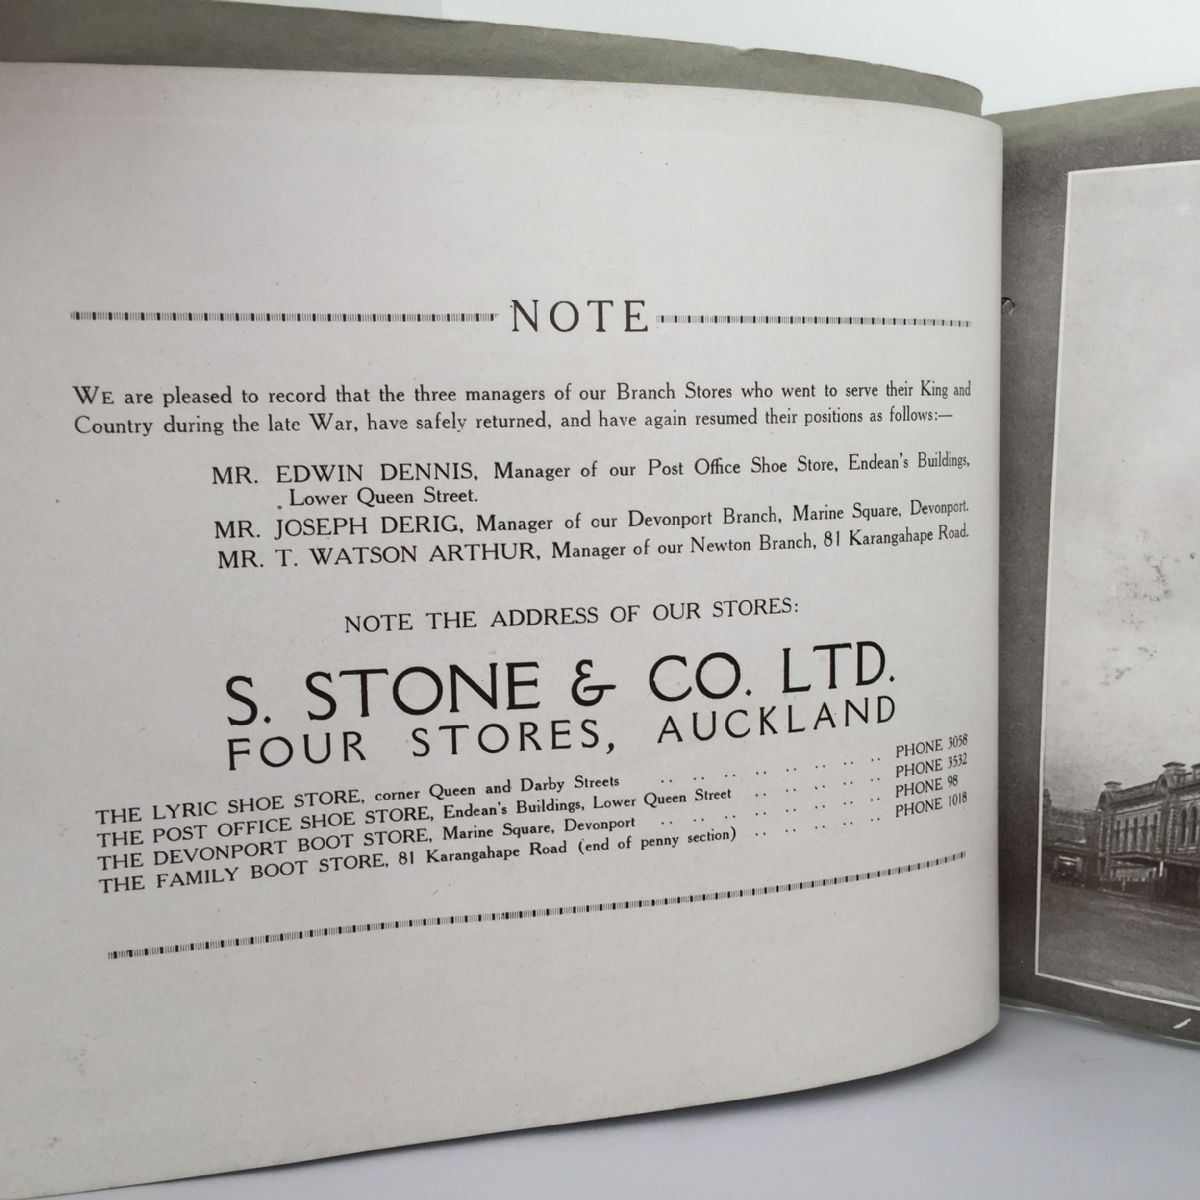 NOTE
WE are pleased to record that the three managers of our Branch Stores who went to serve their King and
Country during the late War, have safely returned, and have again resumed their positions as follows:—
MR. EDWIN DENNIS, Manager of our Post Office Shoe Store, Endean's Buildings,
Lower Queen Street.
MR. JOSEPH DERIG, Manager of our Devonport Branch, Marine Square, Devonport.
MR. T. WATSON ARTHUR, Manager of our Newton Branch, 81 Karangahape Road.
NOTE THE ADDRESS OF OUR STORES:
S. STONE & CO. LTD.
FOUR STORES, AUCKLAND
THE LYRIC SHOE STORE, corner Queen and Darby Streets .. .. .. .. .. .. .. .. PHONE 3058
THE POST OFFICE SHOE STORE, Endean's Buildings, Lower Queen Street .. .. .. .. .. PHONE 3532
THE DEVONPORT BOOT STORE, Marine Square, Devonport .. .. .. .. .. .. .. .. PHONE 98
THE FAMILY BOOT STORE, 81 Karangahape Road (end of penny section) .. .. .. .. .. PHONE 1018